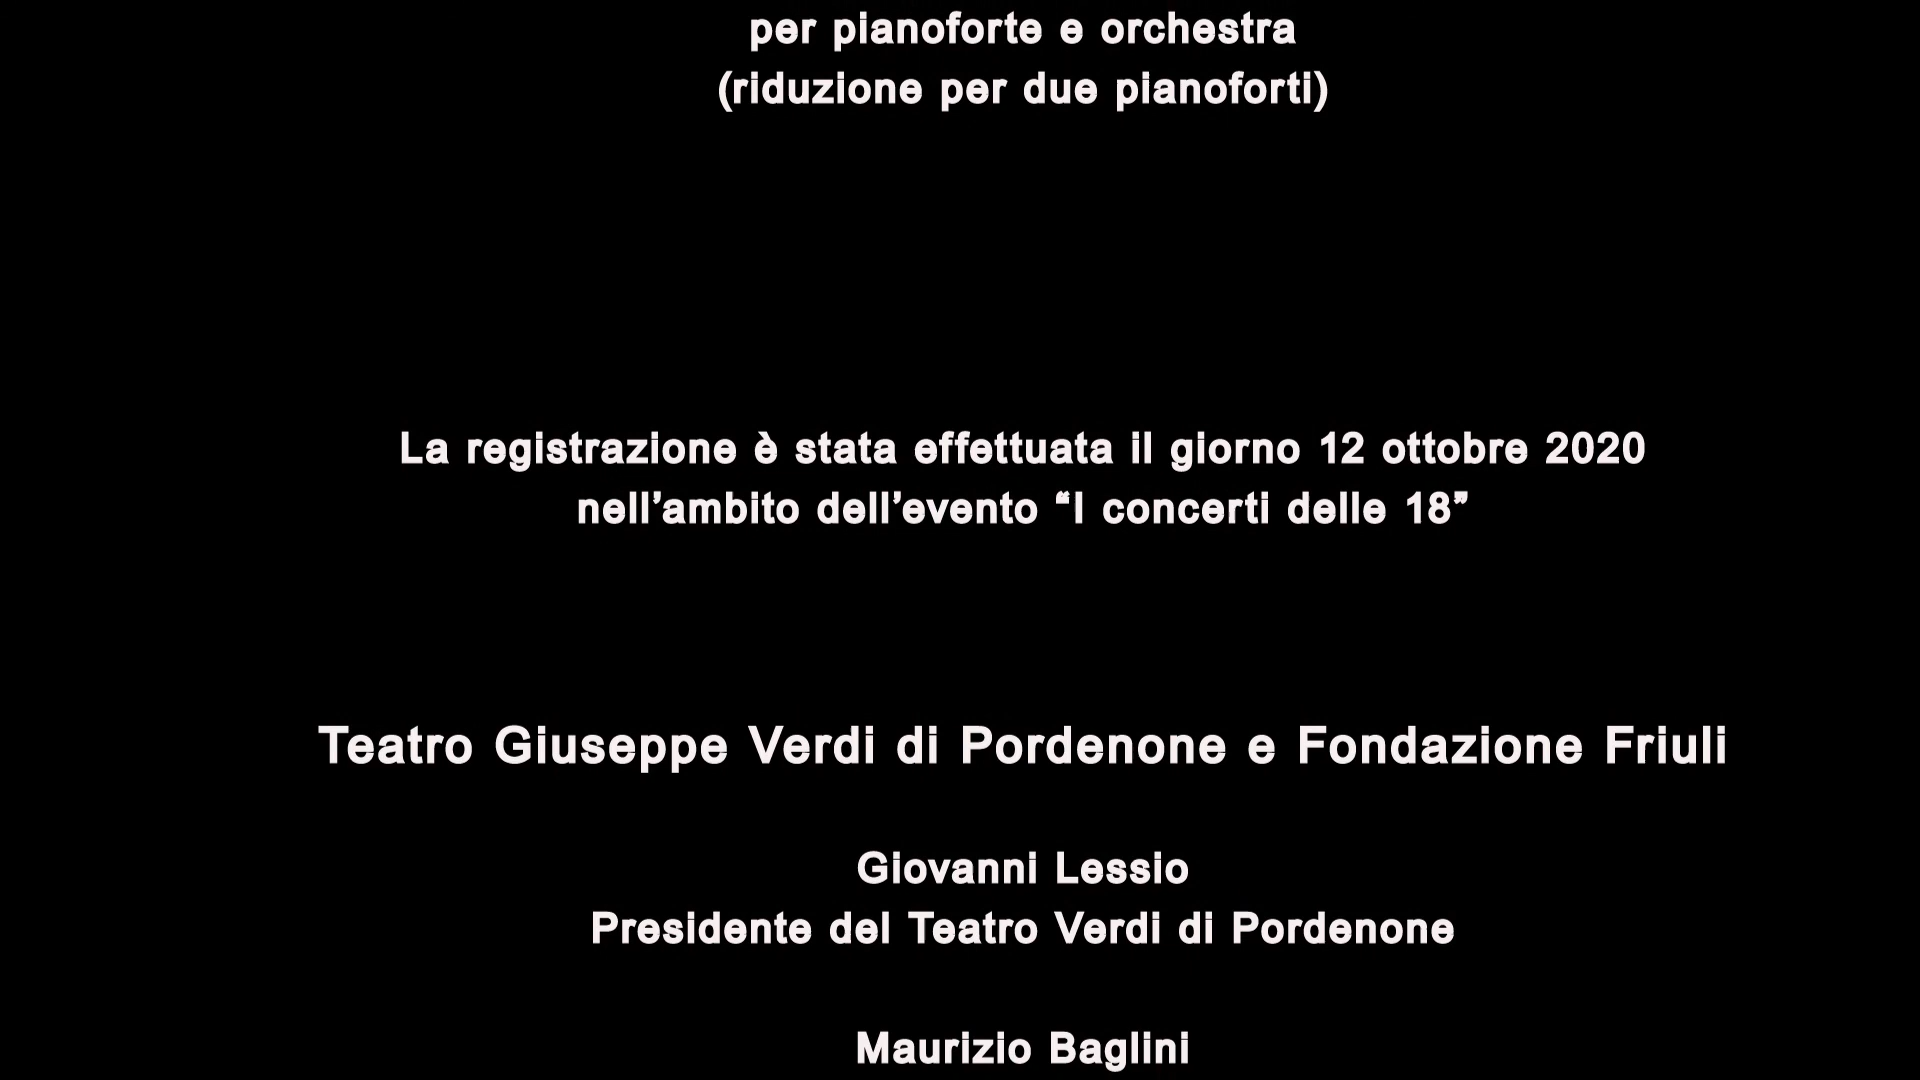 per pianoforte e orchestra
(riduzione per due pianoforti)
La registrazione è stata effettuata il giorno 12 ottobre 2020
nell’ambito dell’evento “I concerti delle 18”
Teatro Giuseppe Verdi di Pordenone e Fondazione Friuli
Giovanni Lessio
Presidente del Teatro Verdi di Pordenone
Maurizio Baglini